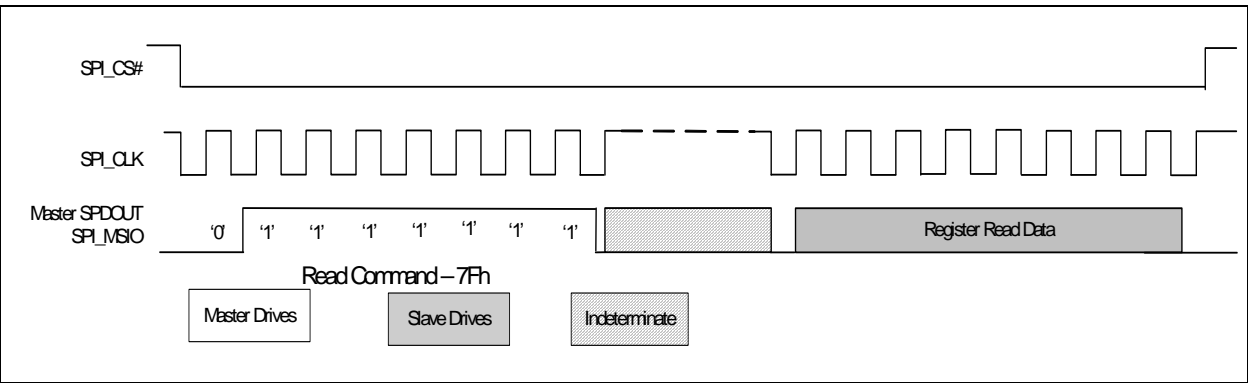 SPI_CS#
SPI_CLK
Master SPDOUT
SPI_MSIO
‘0’ ‘1’ ‘1’ ‘1’ ‘1’ ‘1’ ‘1’ ‘1’
Register Read Data
Read Command – 7Fh
Master Drives
Slave Drives
Indeterminate